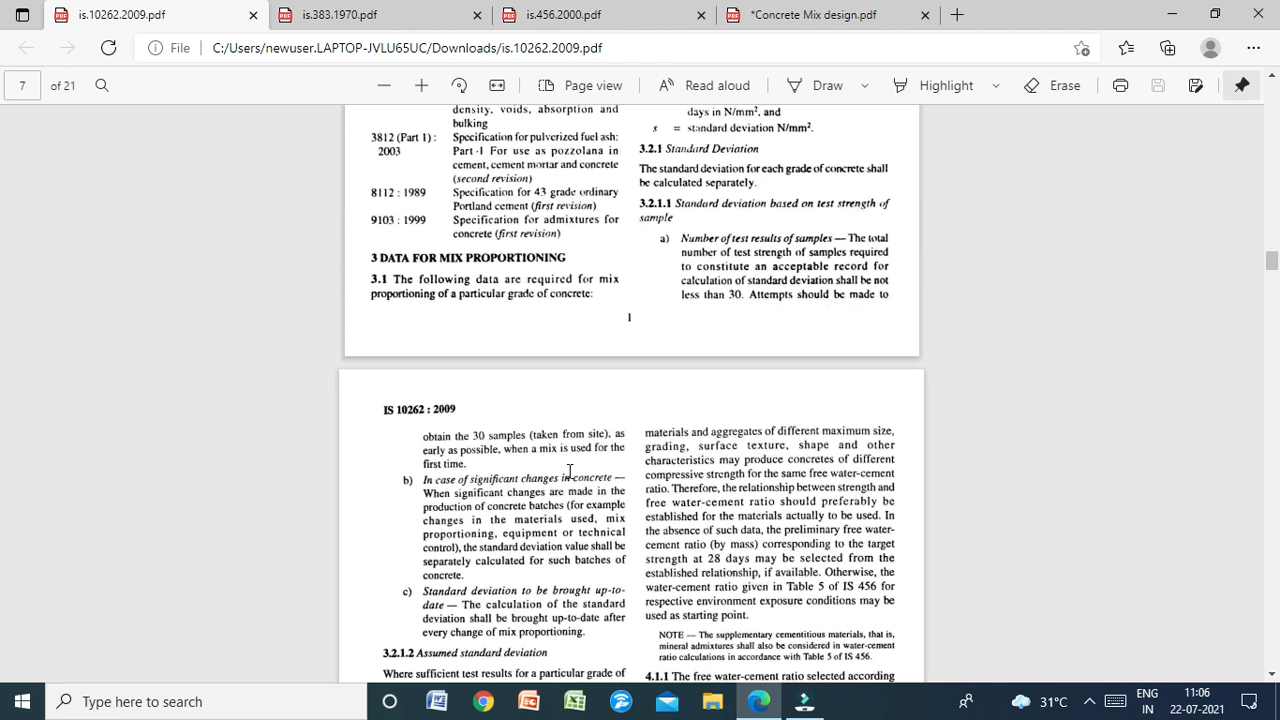 is.10262.2009.pdf
is.383.1970.pdf
is.456.2000.pdf
*Concrete Mix design.pdf
File
C:/Users/newuser.LAPTOP-JVLU65UC/Downloads/is.10262.2009.pdf
7
of 21
Page view
Read aloud
Draw
Highlight
Erase
density, voids, absorption and
bulking
3812 (Part 1) :
2003
Specification for pulverized fuel ash:
Part 1 For use as pozzolana in
cement, cement mortar and concrete
(second revision)
8112 : 1989
Specification for 43 grade ordinary
Portland cement (first revision)
9103 : 1999
Specification for admixtures for
concrete (first revision)
3 DATA FOR MIX PROPORTIONING
3.1 The following data are required for mix
proportioning of a particular grade of concrete:
days in N/mm², and
s = standard deviation N/mm².
3.2.1 Standard Deviation
The standard deviation for each grade of concrete shall
be calculated separately.
3.2.1.1 Standard deviation based on test strength of
sample
a) Number of test results of samples — The total
number of test strength of samples required
to constitute an acceptable record for
calculation of standard deviation shall be not
less than 30. Attempts should be made to
1
IS 10262 : 2009
obtain the 30 samples (taken from site), as
early as possible, when a mix is used for the
first time.
b) In case of significant changes in concrete —
When significant changes are made in the
production of concrete batches (for example
changes in the materials used, mix
proportioning, equipment or technical
control), the standard deviation value shall be
separately calculated for such batches of
concrete.
c) Standard deviation to be brought up-to-
date — The calculation of the standard
deviation shall be brought up-to-date after
every change of mix proportioning.
3.2.1.2 Assumed standard deviation
Where sufficient test results for a particular grade of
materials and aggregates of different maximum size,
grading, surface texture, shape and other
characteristics may produce concretes of different
compressive strength for the same free water-cement
ratio. Therefore, the relationship between strength and
free water-cement ratio should preferably be
established for the materials actually to be used. In
the absence of such data, the preliminary free water-
cement ratio (by mass) corresponding to the target
strength at 28 days may be selected from the
established relationship, if available. Otherwise, the
water-cement ratio given in Table 5 of IS 456 for
respective environment exposure conditions may be
used as starting point.
NOTE — The supplementary cementitious materials, that is,
mineral admixtures shall also be considered in water-cement
ratio calculations in accordance with Table 5 of IS 456.
4.1.1 The free water-cement ratio selected according
Type here to search
31°C
ENG
IN
11:06
22-07-2021